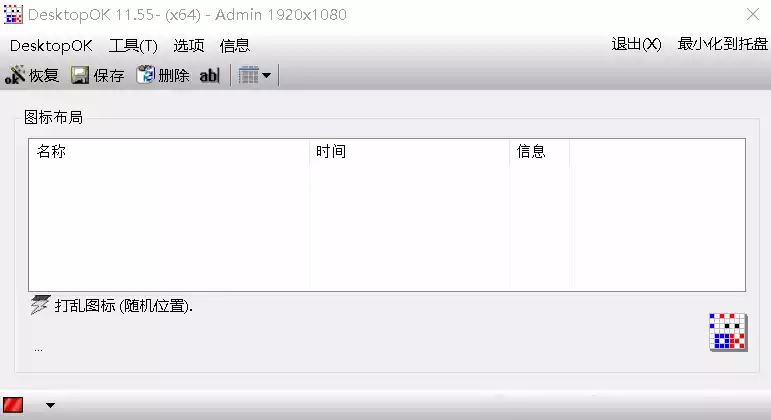 DesktopOK 11.55- (x64) - Admin 1920x1080
DesktopOK 工具(T) 选项 信息 退出(X) 最小化到托盘
恢复 保存 删除 ab|
图标布局
名称 时间 信息
打乱图标 (随机位置).
...